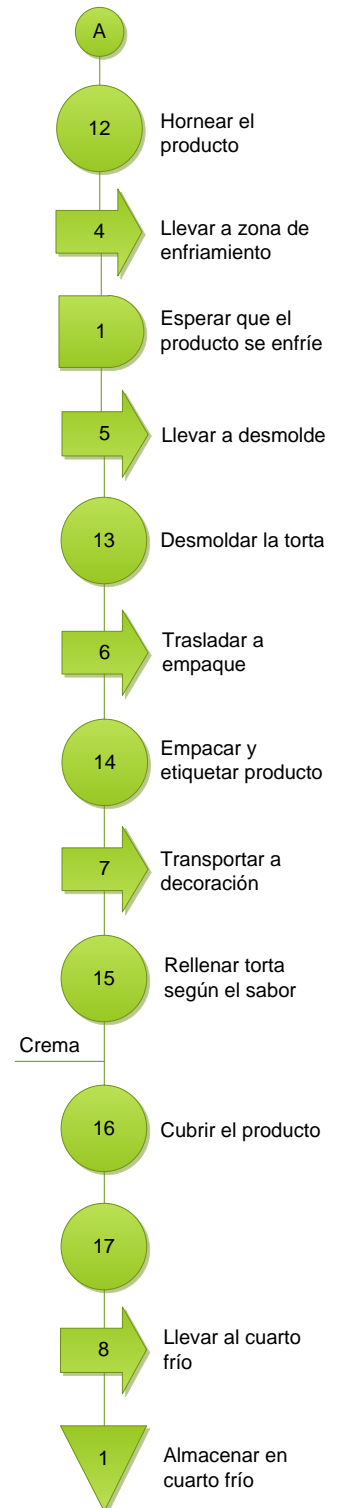 A
12
Hornear el
producto
4
Llevar a zona de
enfriamiento
1
Esperar que el
producto se enfríe
5
Llevar a desmolde
13
Desmoldar la torta
6
Trasladar a
empaque
14
Empacar y
etiquetar producto
7
Transportar a
decoración
15
Rellenar torta
según el sabor
Crema
16
Cubrir el producto
17
8
Llevar al cuarto
frío
1
Almacenar en
cuarto frío